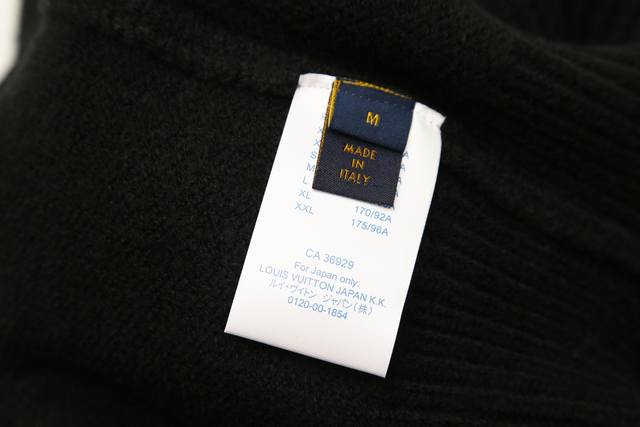 M
MADE
IN
ITALY
X
S
M
L
XL
170/92A
XXL
175/96A
CA 36929
For Japan only:
LOUIS VUITTON JAPAN K.K.
ルイ・ヴィトン ジャパン(株)
0120-00-1854